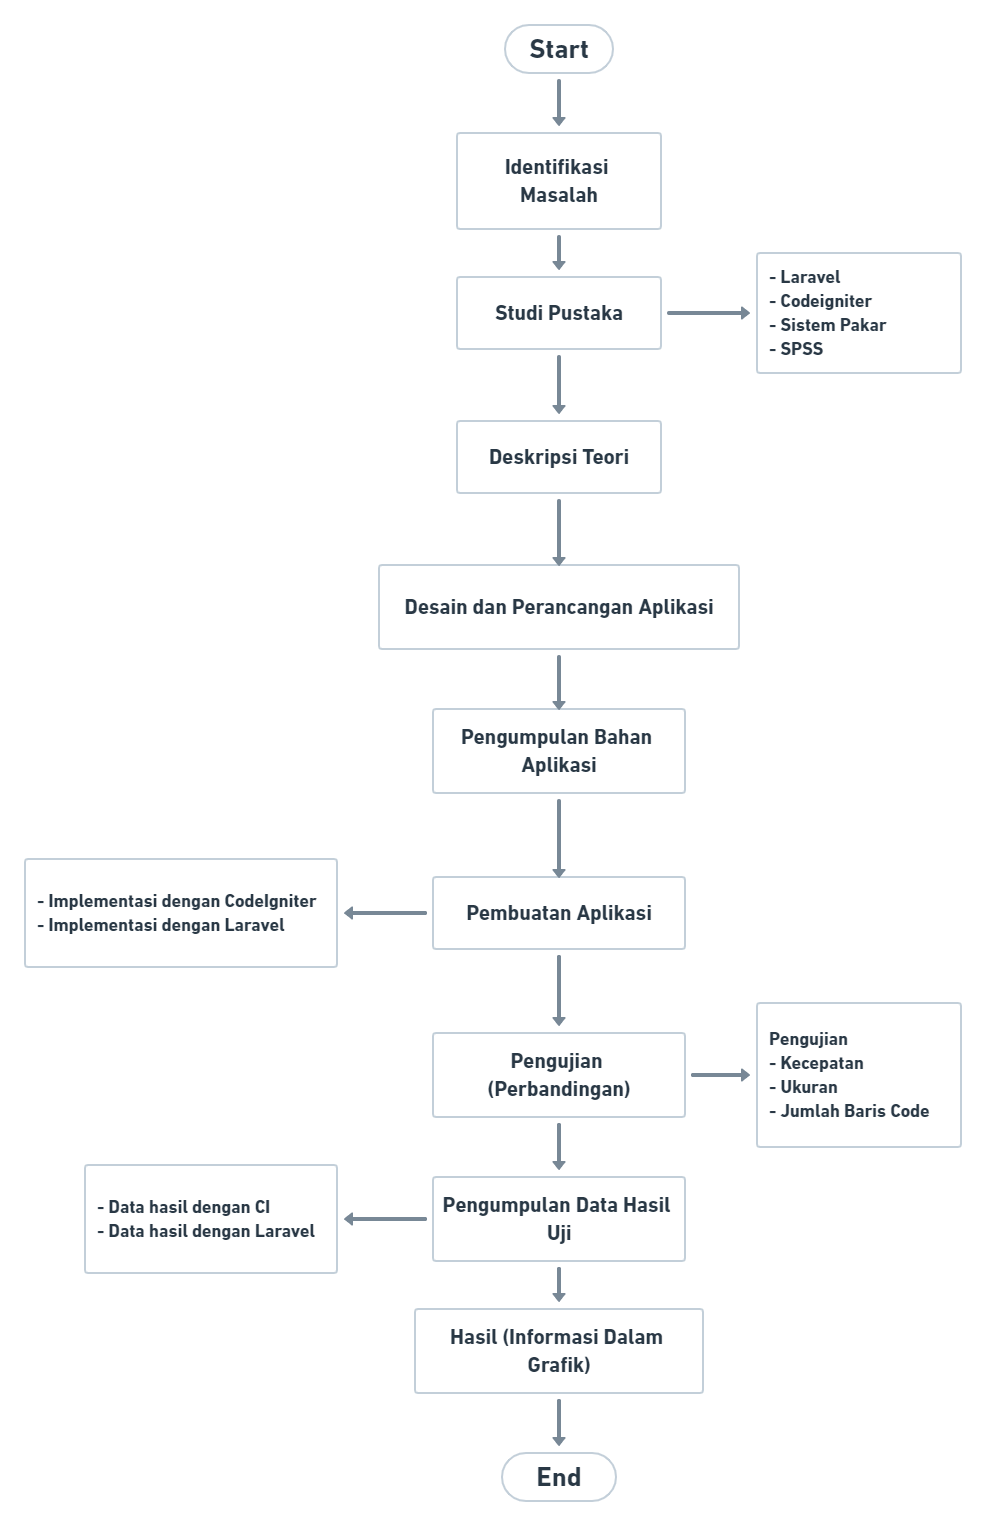 Start
Identifikasi
Masalah
Studi Pustaka
- Laravel
- Codeigniter
- Sistem Pakar
- SPSS
Deskripsi Teori
Desain dan Perancangan Aplikasi
Pengumpulan Bahan
Aplikasi
Pembuatan Aplikasi
- Implementasi dengan CodeIgniter
- Implementasi dengan Laravel
Pengujian
(Perbandingan)
Pengujian
- Kecepatan
- Ukuran
- Jumlah Baris Code
Pengumpulan Data Hasil
Uji
- Data hasil dengan CI
- Data hasil dengan Laravel
Hasil (Informasi Dalam
Grafik)
End